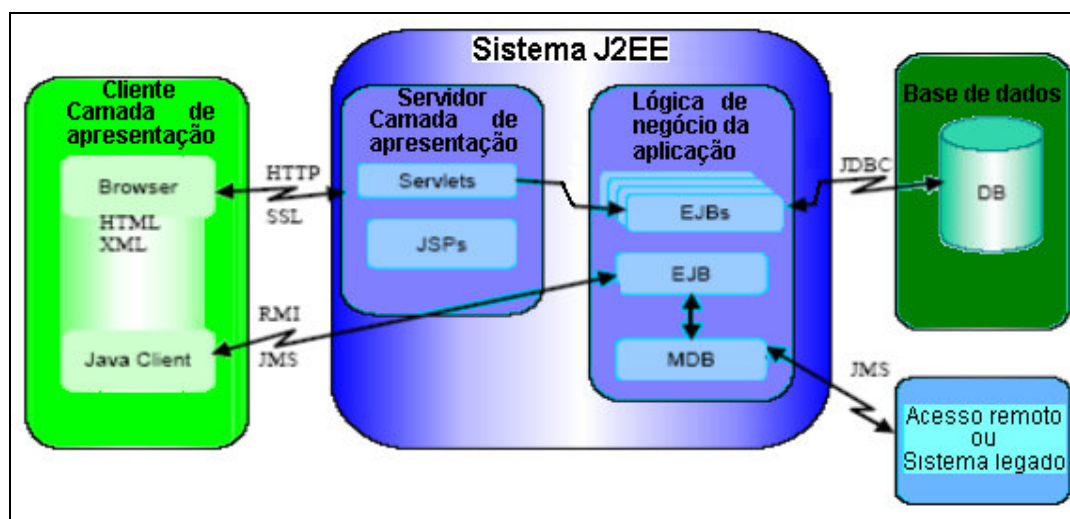 Sistema J2EE
Cliente
Camada de
apresentação
Browser
HTML
XML
Java Client
HTTP
SSL
RMI
JMS
Servidor
Camada de
apresentação
Servlets
JSPs
Lógica de
negócio da
aplicação
EJBs
EJB
MDB
JDBC
JMS
Base de dados
DB
Acesso remoto
ou
Sistema legado